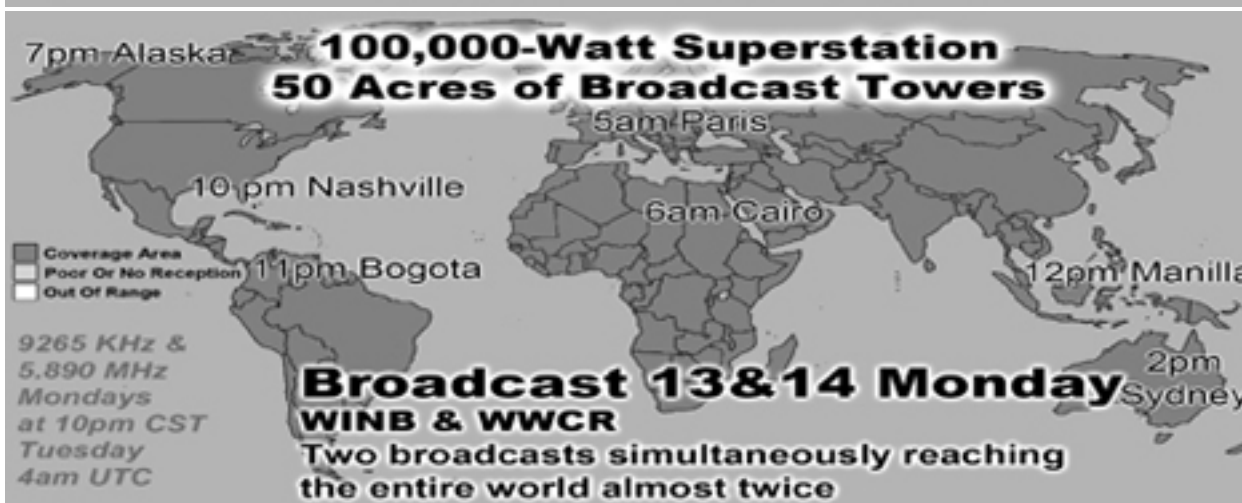 100,000-Watt Superstation
50 Acres of Broadcast Towers
7pm Alaska
5am Paris
10 pm Nashville
6am Cairo
Coverage Area
Poor Or No Reception
Out Of Range
11pm Bogota
12pm Manilla
9265 KHz &
5.890 MHz
Mondays
at 10pm CST
Tuesday
4am UTC
2pm
Sydney
Broadcast 13&14 Monday
WINB & WWCR
Two broadcasts simultaneously reaching
the entire world almost twice